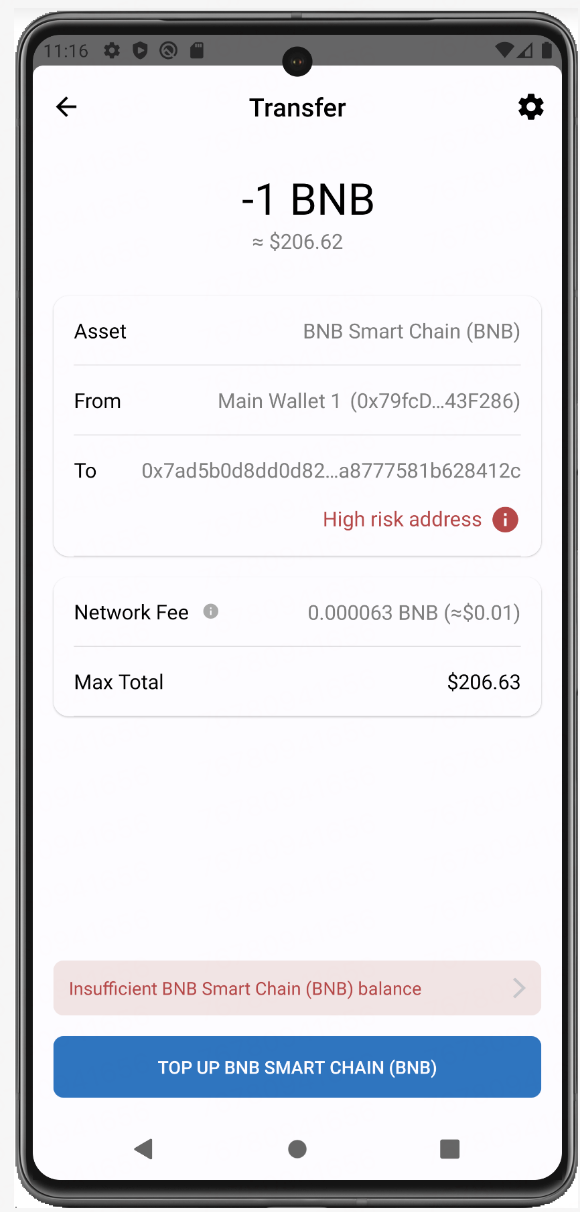 11:16
Transfer
-1 BNB
≈ $206.62
Asset BNB Smart Chain (BNB)
From Main Wallet 1 (0x79fcD...43F286)
To 0x7ad5b0d8dd0d82...a8777581b628412c
High risk address
Network Fee 0.000063 BNB (≈$0.01)
Max Total $206.63
Insufficient BNB Smart Chain (BNB) balance
TOP UP BNB SMART CHAIN (BNB)